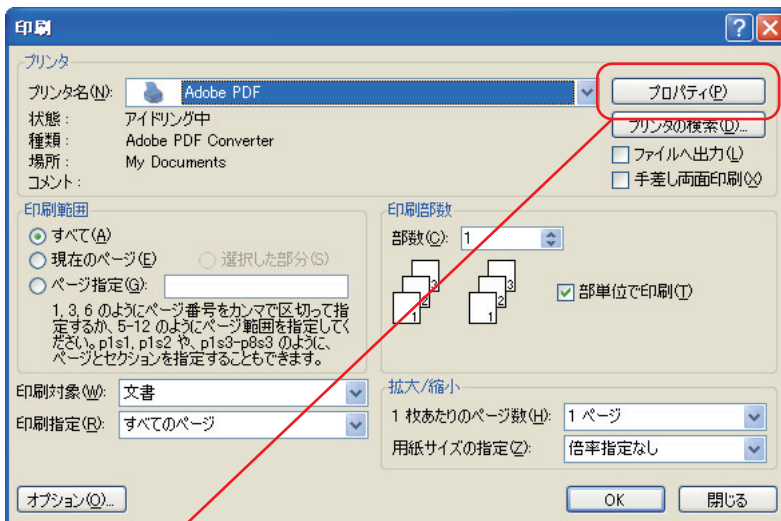 印刷
プリンタ
プリンタ名(N): Adobe PDF プロパティ(P)
状態: アイドリング中 プリンタの検索(D)...
種類: Adobe PDF Converter
場所: My Documents ファイルへ出力(L)
コメント: 手差し両面印刷(X)
印刷範囲
すべて(A)
現在のページ(E) 選択した部分(S)
ページ指定(G):
1, 3, 6 のようにページ番号をカンマで区切って指
定するか、5-12 のようにページ範囲を指定してく
ださい。p1s1, p1s2 や、p1s3-p8s3 のように、
ページとセクションを指定することもできます。
印刷部数
部数(C): 1
1 2 3 1 2 3 部単位で印刷(T)
印刷対象(W): 文書
印刷指定(R): すべてのページ
拡大/縮小
1 枚あたりのページ数(H): 1 ページ
用紙サイズの指定(Z): 倍率指定なし
オプション(O)... OK 閉じる